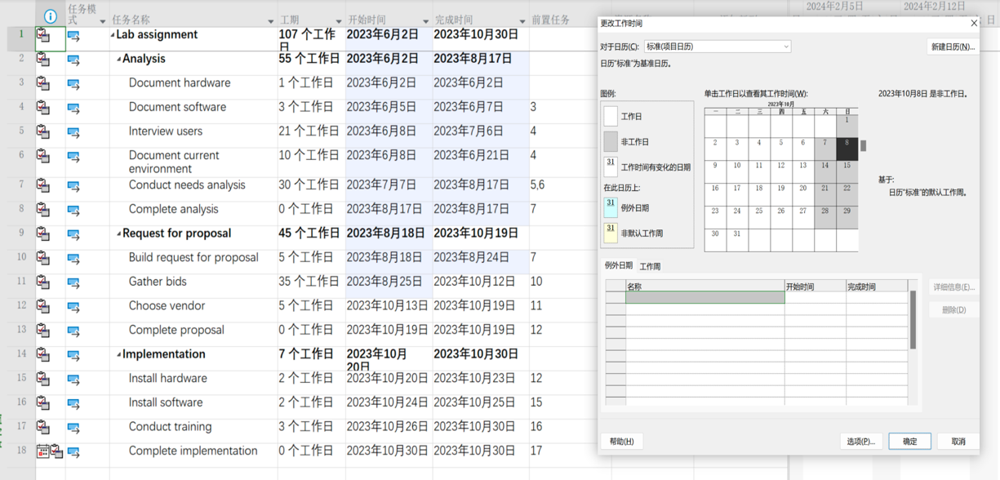 任务模式 任务名称 工期 开始时间 完成时间 前置任务
1 Lab assignment 107 个工作日 2023年6月2日 2023年10月30日
2 Analysis 55 个工作日 2023年6月2日 2023年8月17日
3 Document hardware 1 个工作日 2023年6月2日 2023年6月2日
4 Document software 3 个工作日 2023年6月5日 2023年6月7日 3
5 Interview users 21 个工作日 2023年6月8日 2023年7月6日 4
6 Document current environment 10 个工作日 2023年6月8日 2023年6月21日 4
7 Conduct needs analysis 30 个工作日 2023年7月7日 2023年8月17日 5,6
8 Complete analysis 0 个工作日 2023年8月17日 2023年8月17日 7
9 Request for proposal 45 个工作日 2023年8月18日 2023年10月19日
10 Build request for proposal 5 个工作日 2023年8月18日 2023年8月24日 7
11 Gather bids 35 个工作日 2023年8月25日 2023年10月12日 10
12 Choose vendor 5 个工作日 2023年10月13日 2023年10月19日 11
13 Complete proposal 0 个工作日 2023年10月19日 2023年10月19日 12
14 Implementation 7 个工作日 2023年10月20日 2023年10月30日
15 Install hardware 2 个工作日 2023年10月20日 2023年10月23日 12
16 Install software 2 个工作日 2023年10月24日 2023年10月25日 15
17 Conduct training 3 个工作日 2023年10月26日 2023年10月30日 16
18 Complete implementation 0 个工作日 2023年10月30日 2023年10月30日 17
2024年2月5日 2024年2月12日
日
更改工作时间
对于日历(C): 标准(项目日历) 新建日历(N)...
日历"标准"为基准日历。
图例:
工作日
非工作日
31 工作时间有变化的日期
在此日历上:
31 例外日期
31 非默认工作周
单击工作日以查看其工作时间(W):
2023年10月
一 二 三 四 五 六 日
1
2 3 4 5 6 7 8
9 10 11 12 13 14 15
16 17 18 19 20 21 22
23 24 25 26 27 28 29
30 31
2023年10月8日 是非工作日。
基于:
日历"标准"的默认工作周。
例外日期 工作周
名称 开始时间 完成时间
详细信息(E)...
删除(D)
帮助(H) 选项(P)... 确定 取消